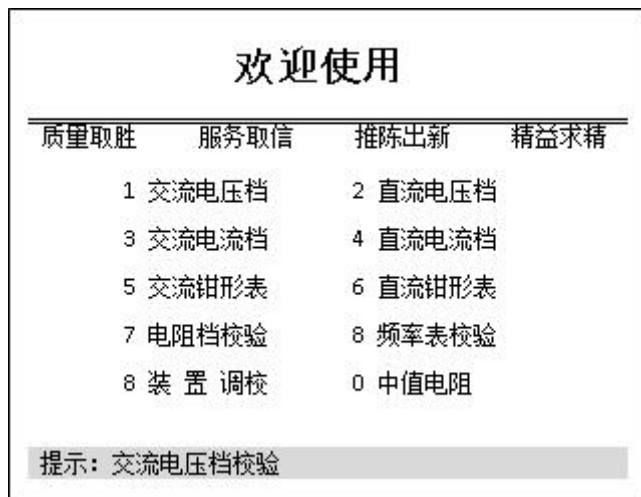 欢迎使用
质量取胜 服务取信 推陈出新 精益求精
1 交流电压档 2 直流电压档
3 交流电流档 4 直流电流档
5 交流钳形表 6 直流钳形表
7 电阻档校验 8 频率表校验
8 装 置 调校 0 中值电阻
提示：交流电压档校验